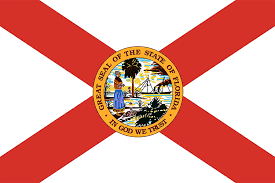 GREAT SEAL OF THE STATE OF FLORIDA
IN GOD WE TRUST